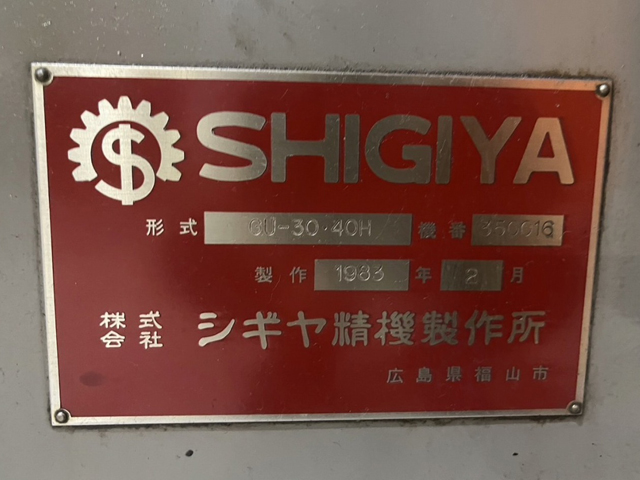 SHIGIYA
形式 GU-30・40H 機番 350016
製作 1983 年 2 月
株式会社 シギヤ精機製作所
広島県福山市